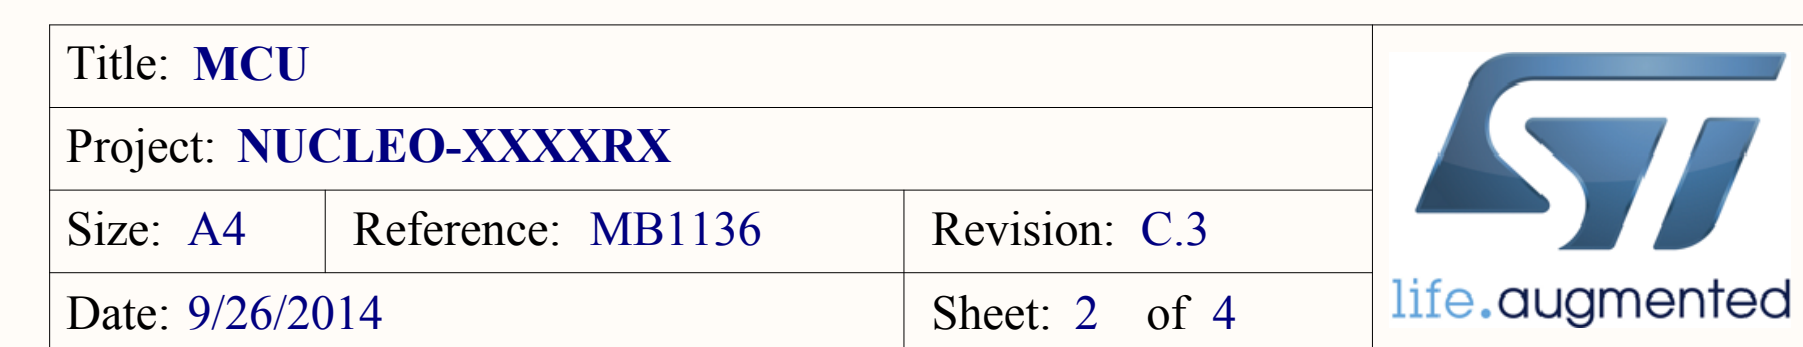 Title: MCU
Project: NUCLEO-XXXXRX
Size: A4 Reference: MB1136 Revision: C.3
Date: 9/26/2014 Sheet: 2 of 4
ST
life.augmented